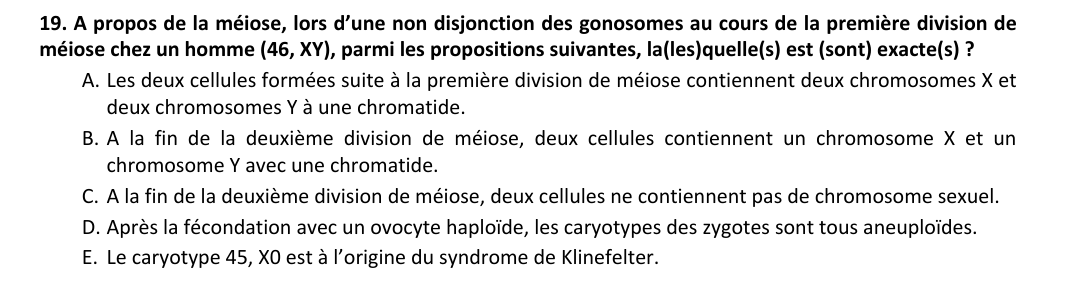 19. A propos de la méiose, lors d’une non disjonction des gonosomes au cours de la première division de
méiose chez un homme (46, XY), parmi les propositions suivantes, la(les)quelle(s) est (sont) exacte(s) ?
A. Les deux cellules formées suite à la première division de méiose contiennent deux chromosomes X et
deux chromosomes Y à une chromatide.
B. A la fin de la deuxième division de méiose, deux cellules contiennent un chromosome X et un
chromosome Y avec une chromatide.
C. A la fin de la deuxième division de méiose, deux cellules ne contiennent pas de chromosome sexuel.
D. Après la fécondation avec un ovocyte haploïde, les caryotypes des zygotes sont tous aneuploïdes.
E. Le caryotype 45, X0 est à l’origine du syndrome de Klinefelter.